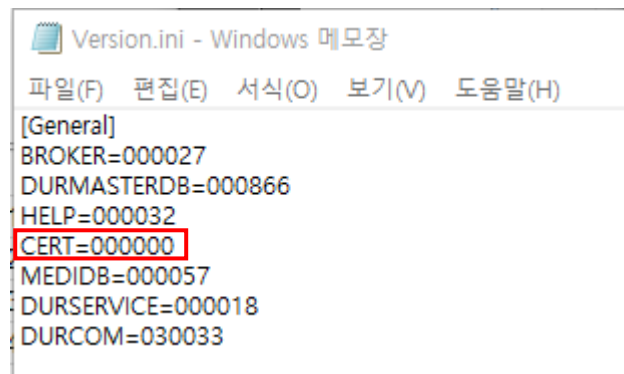 Version.ini - Windows 메모장
파일(F) 편집(E) 서식(O) 보기(V) 도움말(H)
[General]
BROKER=000027
DURMASTERDB=000866
HELP=000032
CERT=000000
MEDIDB=000057
DURSERVICE=000018
DURCOM=030033